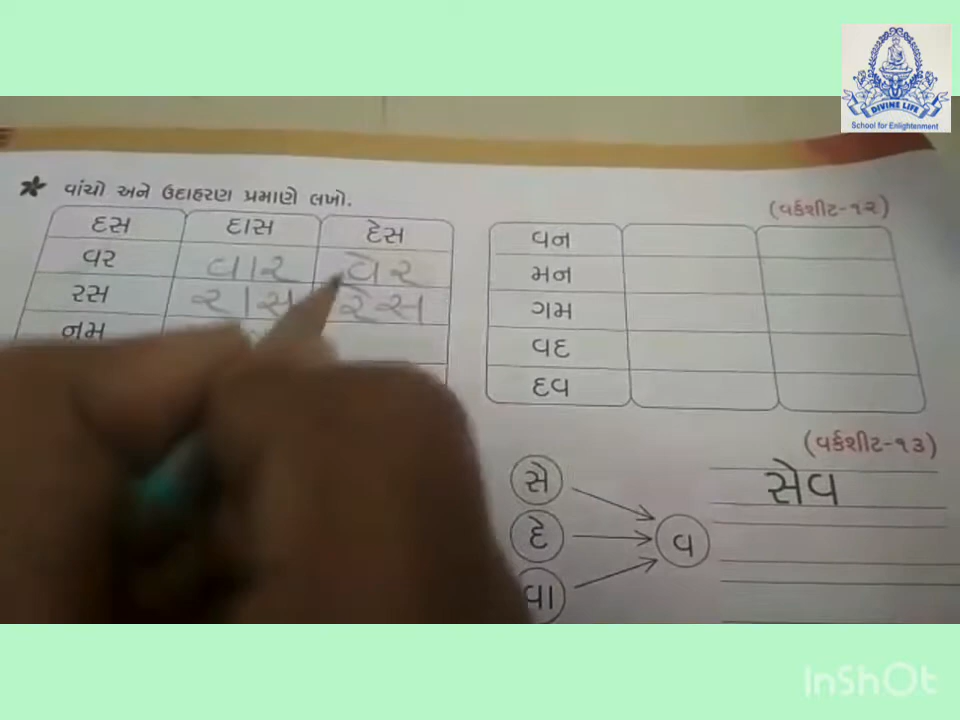 DIVINE LIFE
School for Enlightenment
વાંચો અને ઉદાહરણ પ્રમાણે લખો.
(વર્કશીટ-૧૨)
દસ દાસ દેસ
વર વાર વેર
રસ રાસ રેસ
નમ
વન
મન
ગમ
વદ
દવ
(વર્કશીટ-૧૩)
સે
દે
વા
વ
સેવ
InShOt